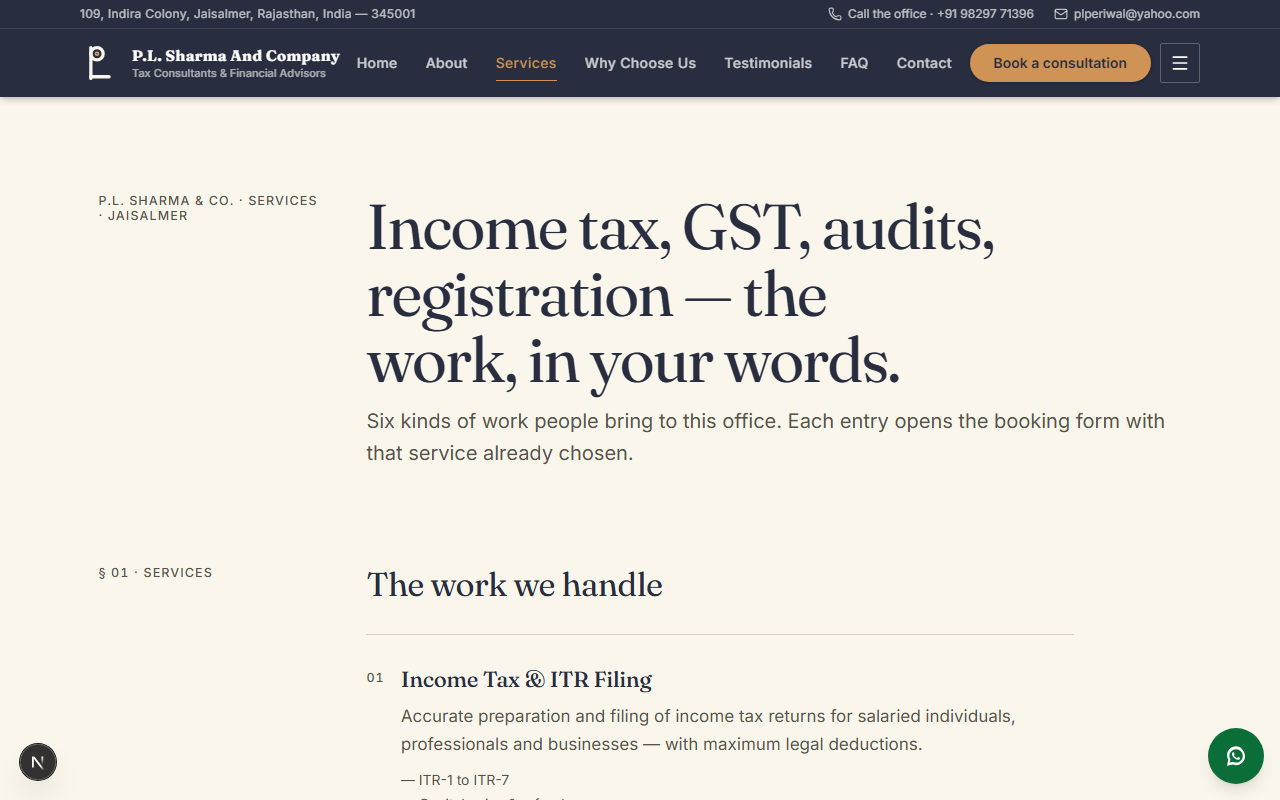 109, Indira Colony, Jaisalmer, Rajasthan, India — 345001
Call the office · +91 98297 71396
plperiwal@yahoo.com
P.L. Sharma And Company
Tax Consultants & Financial Advisors
Home
About
Services
Why Choose Us
Testimonials
FAQ
Contact
Book a consultation
P.L. SHARMA & CO. · SERVICES
· JAISALMER
Income tax, GST, audits,
registration — the
work, in your words.
Six kinds of work people bring to this office. Each entry opens the booking form with
that service already chosen.
§ 01 · SERVICES
The work we handle
01
Income Tax & ITR Filing
Accurate preparation and filing of income tax returns for salaried individuals,
professionals and businesses — with maximum legal deductions.
— ITR-1 to ITR-7
N